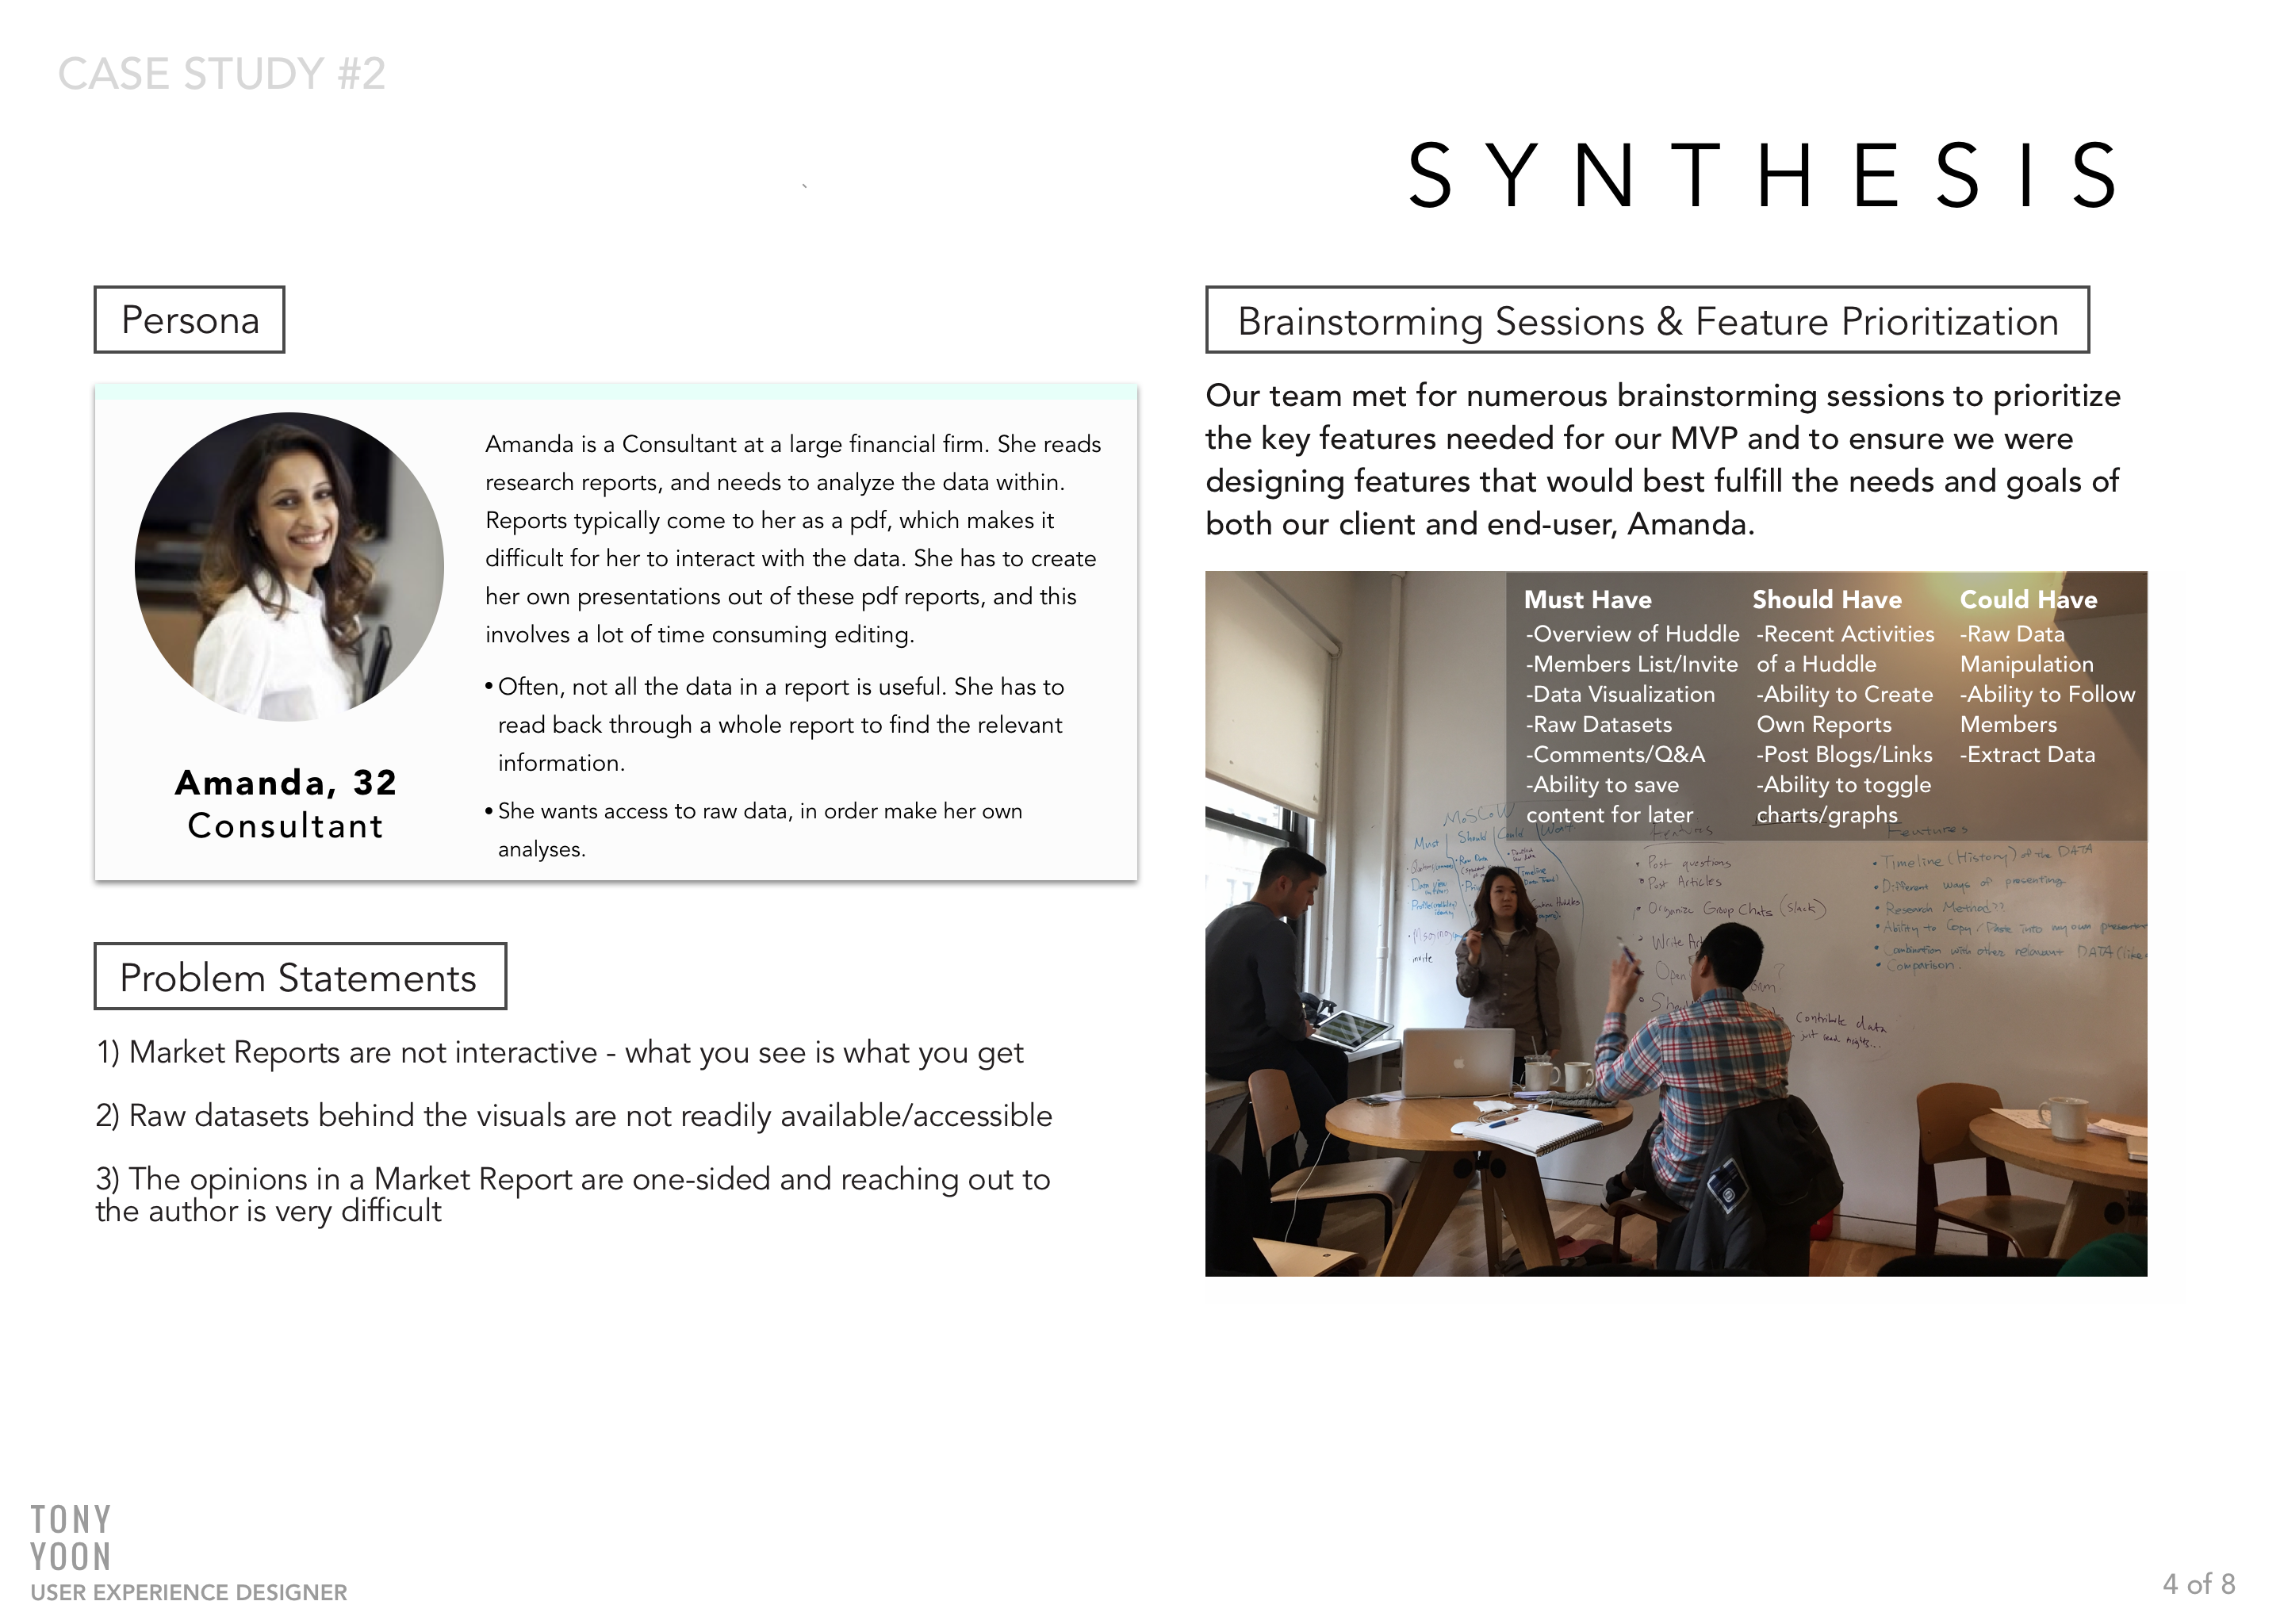 CASE STUDY #2
SYNTHESIS
`
Persona
Amanda is a Consultant at a large financial firm. She reads
research reports, and needs to analyze the data within.
Reports typically come to her as a pdf, which makes it
difficult for her to interact with the data. She has to create
her own presentations out of these pdf reports, and this
involves a lot of time consuming editing.
• Often, not all the data in a report is useful. She has to
read back through a whole report to find the relevant
information.
• She wants access to raw data, in order make her own
analyses.
Amanda, 32
Consultant
Problem Statements
1) Market Reports are not interactive - what you see is what you get
2) Raw datasets behind the visuals are not readily available/accessible
3) The opinions in a Market Report are one-sided and reaching out to
the author is very difficult
Brainstorming Sessions & Feature Prioritization
Our team met for numerous brainstorming sessions to prioritize
the key features needed for our MVP and to ensure we were
designing features that would best fulfill the needs and goals of
both our client and end-user, Amanda.
Must Have
-Overview of Huddle
-Members List/Invite
-Data Visualization
-Raw Datasets
-Comments/Q&A
-Ability to save
content for later
Should Have
-Recent Activities
of a Huddle
-Ability to Create
Own Reports
-Post Blogs/Links
-Ability to toggle
charts/graphs
Could Have
-Raw Data
Manipulation
-Ability to Follow
Members
-Extract Data
MoSCoW
Must Should Could Won't
invite
Features
• Post questions
• Post Articles
• Organize Group Chats (Slack)
• Write
• Open
Contribute data
Features
• Timeline (History) of the DATA
• Different ways of presenting
• Research Method??
• Ability to Copy/Paste into my own
• Combination with other relevant DATA (like
• Comparison.
TONY
YOON
USER EXPERIENCE DESIGNER
4 of 8